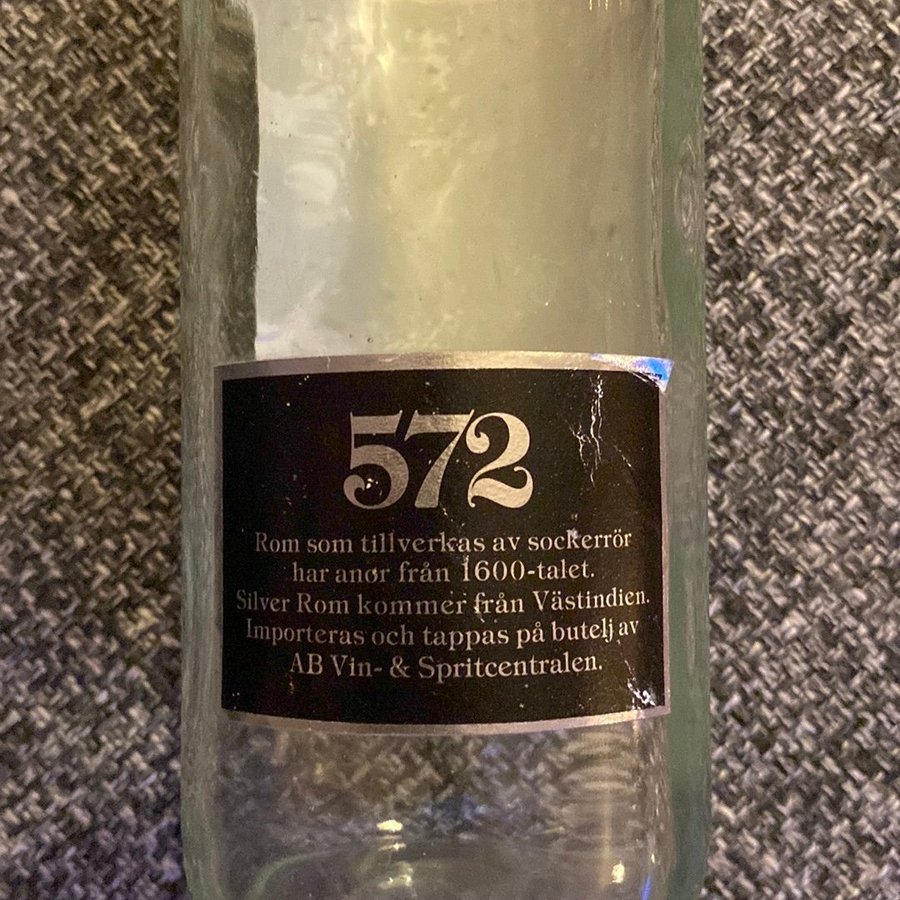 572
Rom som tillverkas av sockerrör
har anor från 1600-talet.
Silver Rom kommer från Västindien.
Importeras och tappas på butelj av
AB Vin- & Spritcentralen.